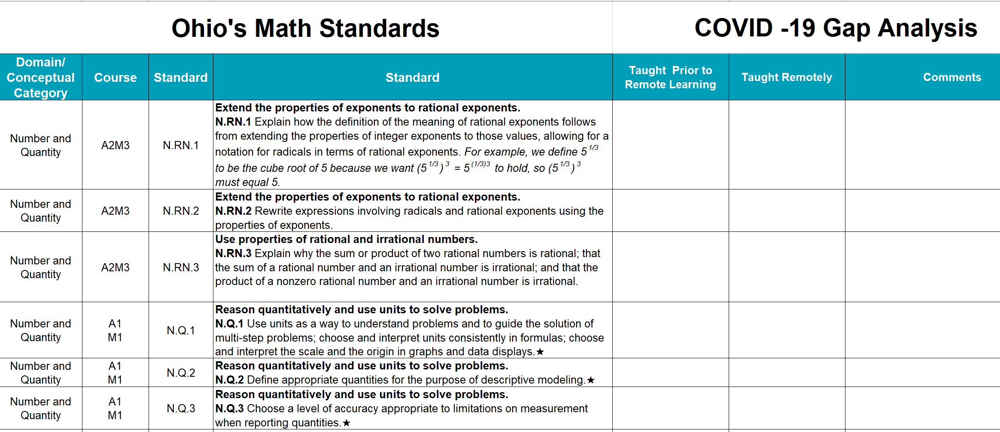 Ohio's Math Standards
COVID -19 Gap Analysis
Domain/
Conceptual
Category
Course
Standard
Standard
Taught  Prior to
Remote Learning
Taught Remotely
Comments
Number and
Quantity
A2M3
N.RN.1
Extend the properties of exponents to rational exponents.
N.RN.1 Explain how the definition of the meaning of rational exponents follows
from extending the properties of integer exponents to those values, allowing for a
notation for radicals in terms of rational exponents. For example, we define 5 1/3
to be the cube root of 5 because we want (5 1/3 ) 3 = 5 (1/3)3 to hold, so (5 1/3 ) 3
must equal 5.
Number and
Quantity
A2M3
N.RN.2
Extend the properties of exponents to rational exponents.
N.RN.2 Rewrite expressions involving radicals and rational exponents using the
properties of exponents.
Number and
Quantity
A2M3
N.RN.3
Use properties of rational and irrational numbers.
N.RN.3 Explain why the sum or product of two rational numbers is rational; that
the sum of a rational number and an irrational number is irrational; and that the
product of a nonzero rational number and an irrational number is irrational.
Number and
Quantity
A1
M1
N.Q.1
Reason quantitatively and use units to solve problems.
N.Q.1 Use units as a way to understand problems and to guide the solution of
multi-step problems; choose and interpret units consistently in formulas; choose
and interpret the scale and the origin in graphs and data displays.★
Number and
Quantity
A1
M1
N.Q.2
Reason quantitatively and use units to solve problems.
N.Q.2 Define appropriate quantities for the purpose of descriptive modeling.★
Number and
Quantity
A1
M1
N.Q.3
Reason quantitatively and use units to solve problems.
N.Q.3 Choose a level of accuracy appropriate to limitations on measurement
when reporting quantities.★